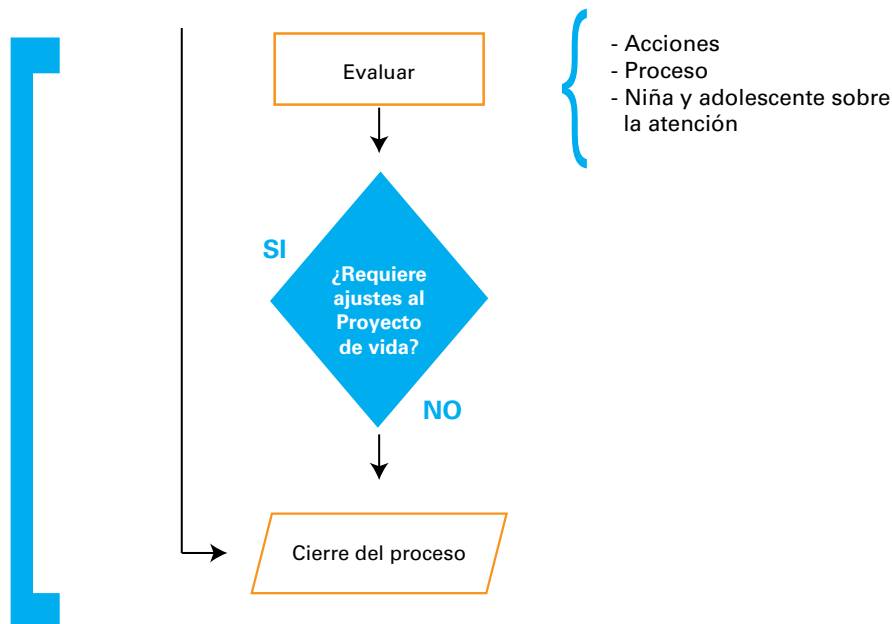 Evaluar
- Acciones
- Proceso
- Niña y adolescente sobre
la atención
SI
¿Requiere
ajustes al
Proyecto
de vida?
NO
Cierre del proceso